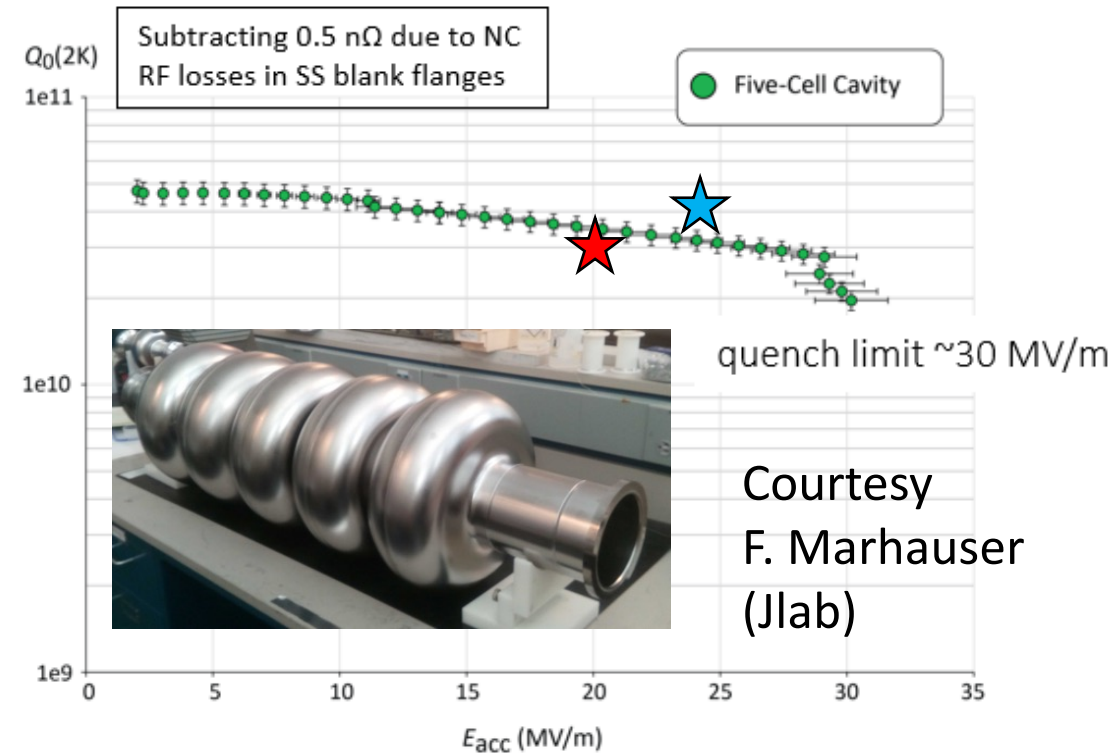 Subtracting 0.5 nΩ due to NC
RF losses in SS blank flanges
Q0(2K)
Five-Cell Cavity
1e11
1e10
1e9
quench limit ~30 MV/m
Courtesy
F. Marhauser
(Jlab)
0 5 10 15 20 25 30 35
Eacc (MV/m)